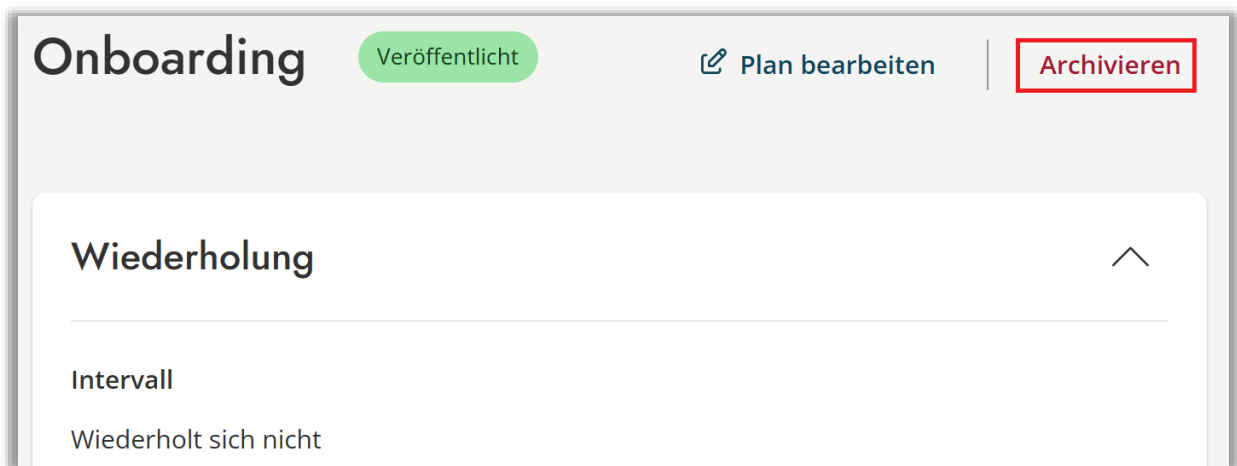 Onboarding Veröffentlicht Plan bearbeiten Archivieren
Wiederholung
Intervall
Wiederholt sich nicht